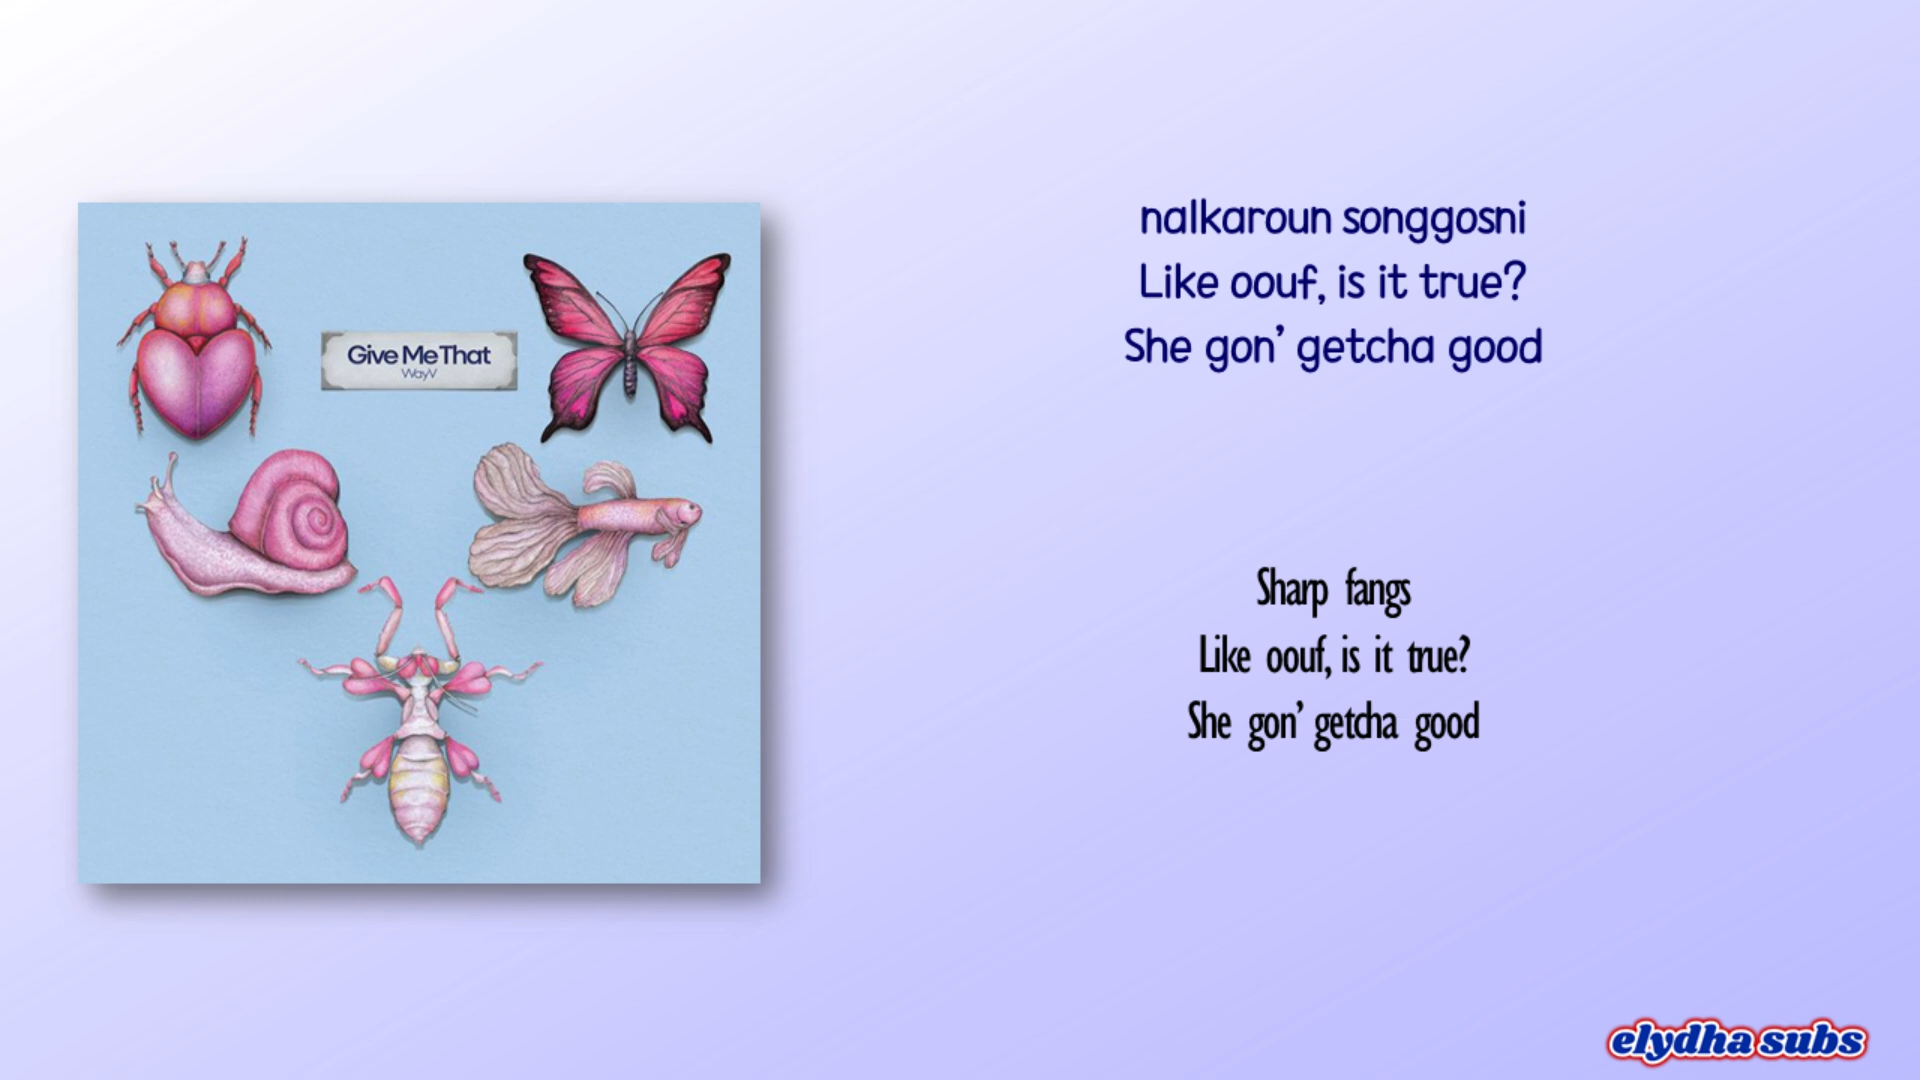 Give Me That
WayV
nalkaroun songgosni
Like oouf, is it true?
She gon’ getcha good
Sharp fangs
Like oouf, is it true?
She gon’ getcha good
elydha subs